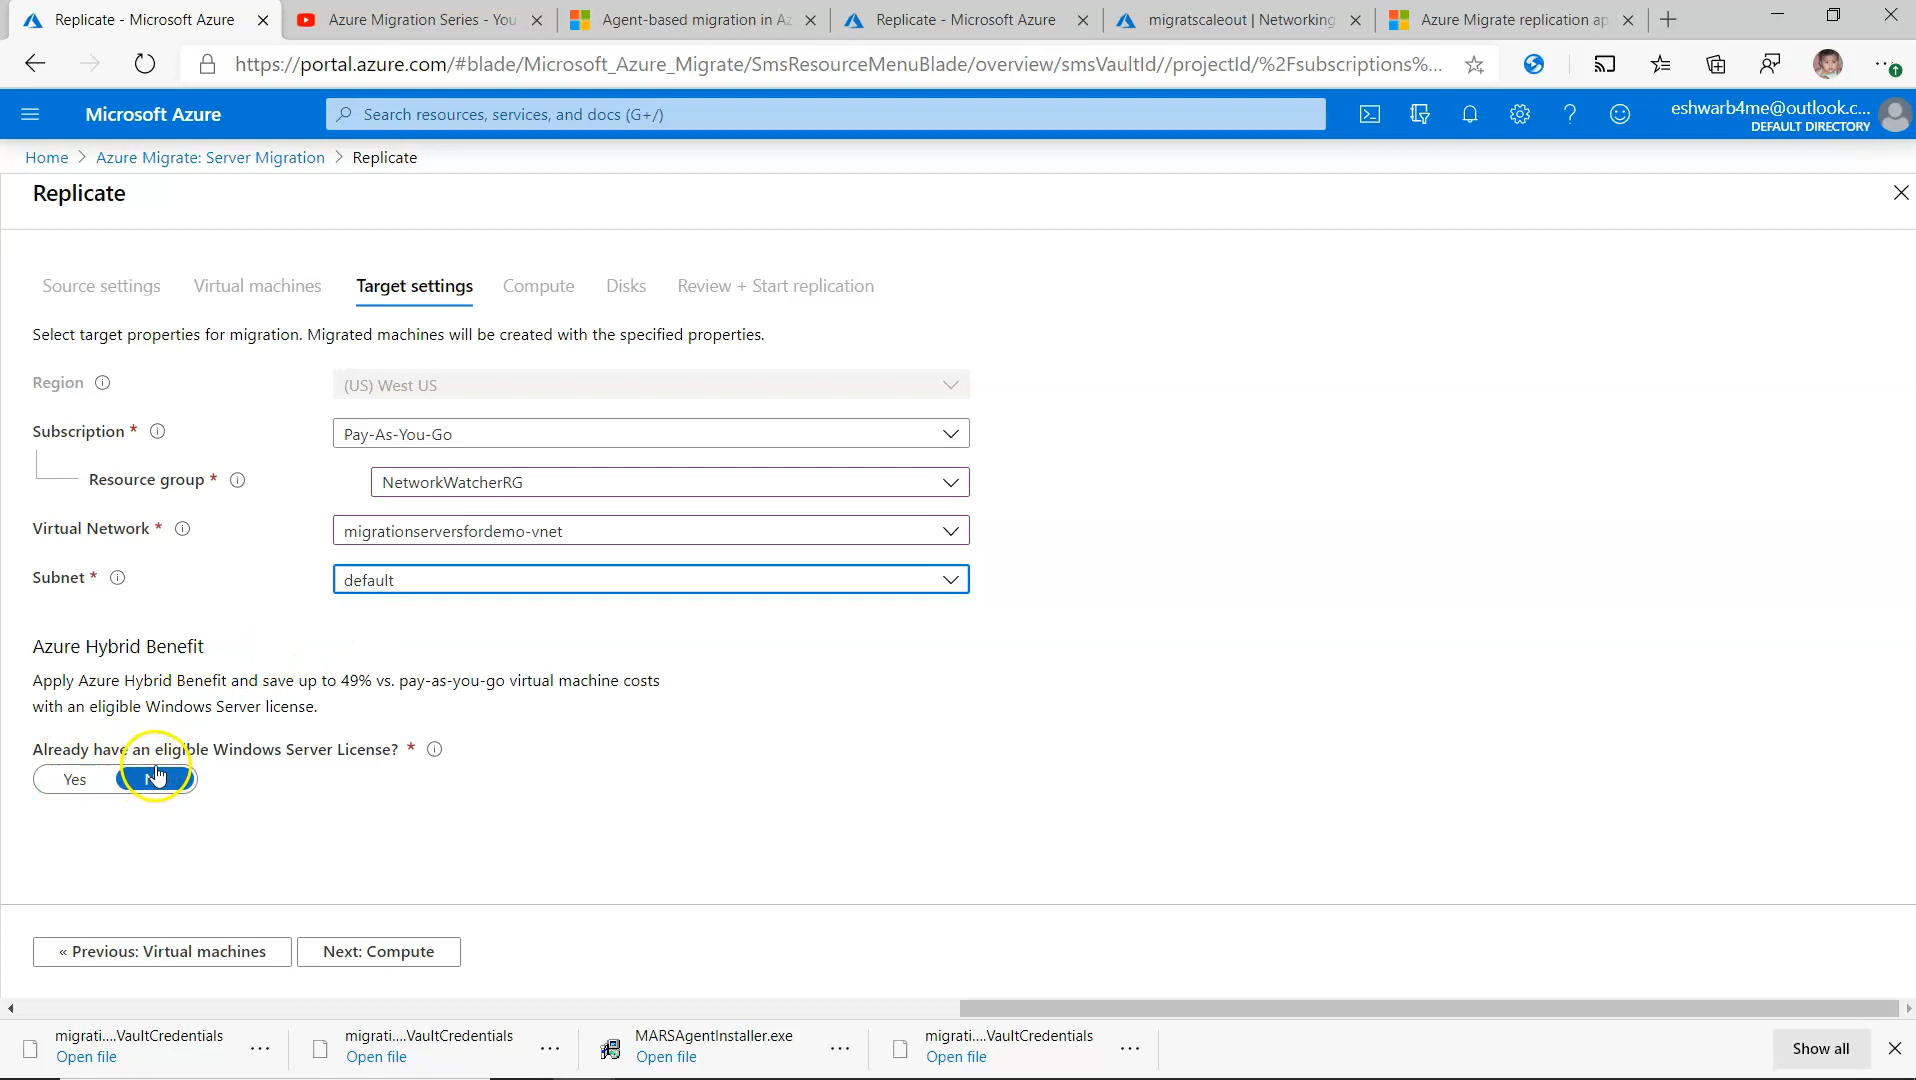 Replicate - Microsoft Azure
Azure Migration Series - You
Agent-based migration in Az
Replicate - Microsoft Azure
migratscaleout | Networking
Azure Migrate replication ap
https://portal.azure.com/#blade/Microsoft_Azure_Migrate/SmsResourceMenuBlade/overview/smsVaultId//projectId/%2Fsubscriptions%...
Microsoft Azure
Search resources, services, and docs (G+/)
eshwarb4me@outlook.c...
DEFAULT DIRECTORY
Home > Azure Migrate: Server Migration > Replicate
Replicate
Source settings
Virtual machines
Target settings
Compute
Disks
Review + Start replication
Select target properties for migration. Migrated machines will be created with the specified properties.
Region
(US) West US
Subscription *
Pay-As-You-Go
Resource group *
NetworkWatcherRG
Virtual Network *
migrationserversfordemo-vnet
Subnet *
default
Azure Hybrid Benefit
Apply Azure Hybrid Benefit and save up to 49% vs. pay-as-you-go virtual machine costs
with an eligible Windows Server license.
Already have an eligible Windows Server License? *
Yes
« Previous: Virtual machines
Next: Compute
migrati....VaultCredentials
Open file
migrati....VaultCredentials
Open file
MARSAgentInstaller.exe
Open file
migrati....VaultCredentials
Open file
Show all